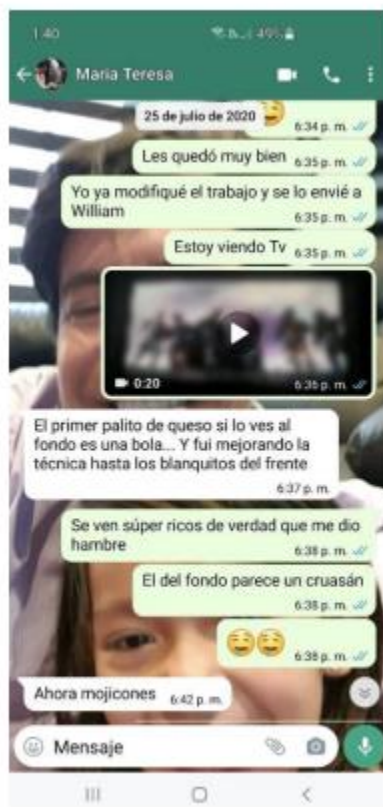 1:40 49%
Maria Teresa
25 de julio de 2020
6:34 p. m.
Les quedó muy bien 6:35 p. m.
Yo ya modifiqué el trabajo y se lo envié a
William
6:35 p. m.
Estoy viendo Tv 6:35 p. m.
0:20 6:36 p. m.
El primer palito de queso si lo ves al
fondo es una bola... Y fui mejorando la
técnica hasta los blanquitos del frente
6:37 p. m.
Se ven súper ricos de verdad que me dio
hambre
6:38 p. m.
El del fondo parece un cruasán
6:38 p. m.
6:38 p. m.
Ahora mojicones 6:42 p. m.
Mensaje